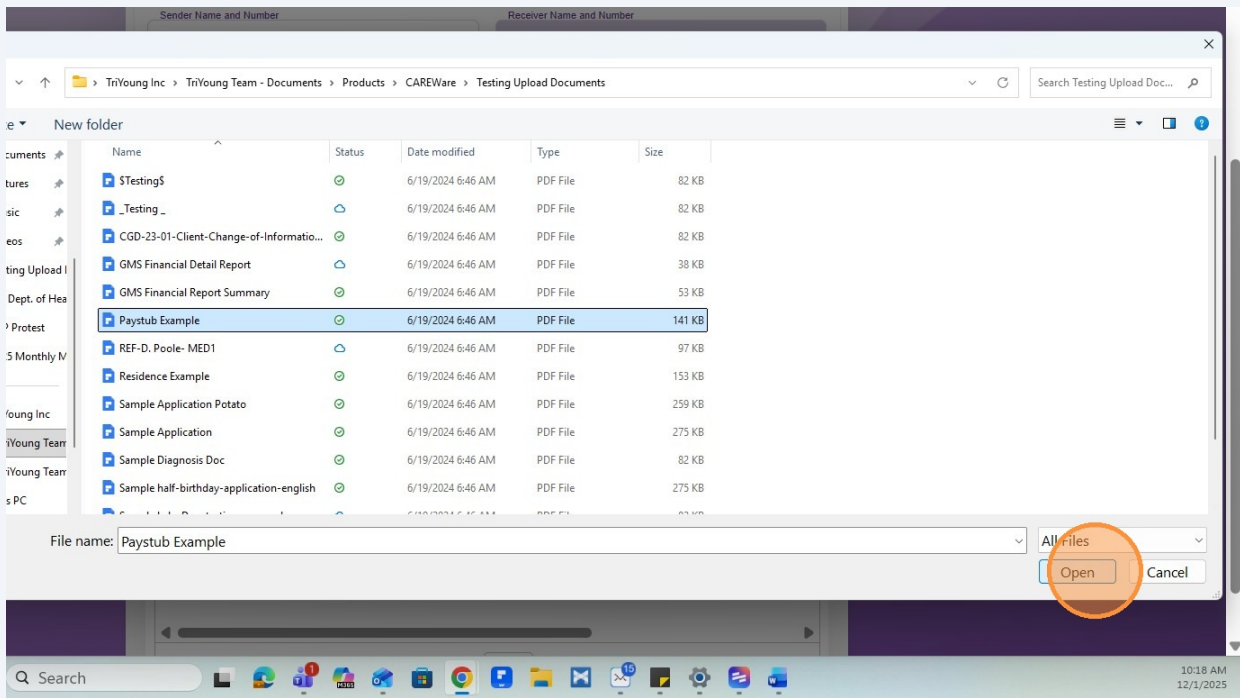 Sender Name and Number Receiver Name and Number
TriYoung Inc > TriYoung Team - Documents > Products > CAREWare > Testing Upload Documents
Search Testing Upload Doc...
New folder
Name Status Date modified Type Size
$Testing$ 6/19/2024 6:46 AM PDF File 82 KB
_Testing _ 6/19/2024 6:46 AM PDF File 82 KB
CGD-23-01-Client-Change-of-Informatio... 6/19/2024 6:46 AM PDF File 82 KB
GMS Financial Detail Report 6/19/2024 6:46 AM PDF File 38 KB
ting Upload
GMS Financial Report Summary 6/19/2024 6:46 AM PDF File 53 KB
Dept. of Hea
Paystub Example 6/19/2024 6:46 AM PDF File 141 KB
Protest
REF-D. Poole- MED1 6/19/2024 6:46 AM PDF File 97 KB
5 Monthly M
Residence Example 6/19/2024 6:46 AM PDF File 153 KB
Sample Application Potato 6/19/2024 6:46 AM PDF File 259 KB
Young Inc
Sample Application 6/19/2024 6:46 AM PDF File 275 KB
riYoung Team
Sample Diagnosis Doc 6/19/2024 6:46 AM PDF File 82 KB
riYoung Team
Sample half-birthday-application-english 6/19/2024 6:46 AM PDF File 275 KB
s PC
cuments
tures
sic
eos
File name: Paystub Example
All Files
Open Cancel
Search
1
M365
15
10:18 AM
12/1/2025